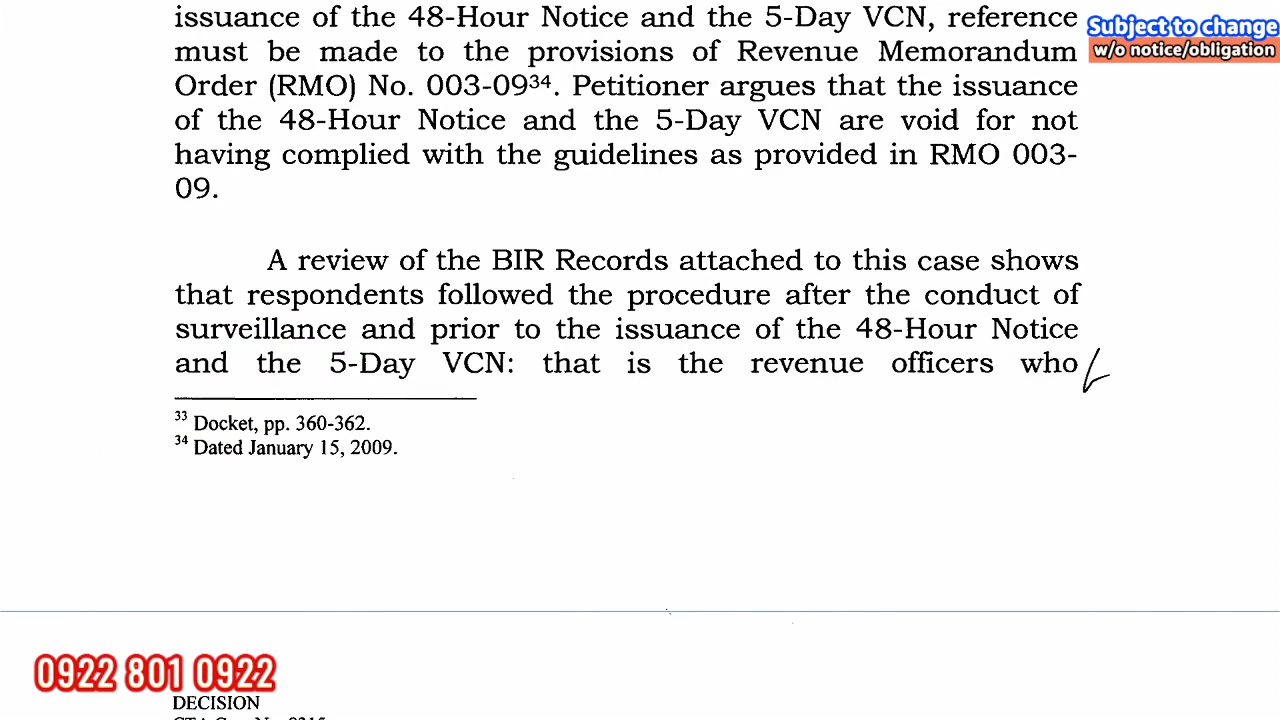 issuance of the 48-Hour Notice and the 5-Day VCN, reference
must be made to the provisions of Revenue Memorandum
Order (RMO) No. 003-09³⁴. Petitioner argues that the issuance
of the 48-Hour Notice and the 5-Day VCN are void for not
having complied with the guidelines as provided in RMO 003-
09.
A review of the BIR Records attached to this case shows
that respondents followed the procedure after the conduct of
surveillance and prior to the issuance of the 48-Hour Notice
and the 5-Day VCN: that is the revenue officers who
³³ Docket, pp. 360-362.
³⁴ Dated January 15, 2009.
Subject to change
w/o notice/obligation
0922 801 0922
DECISION